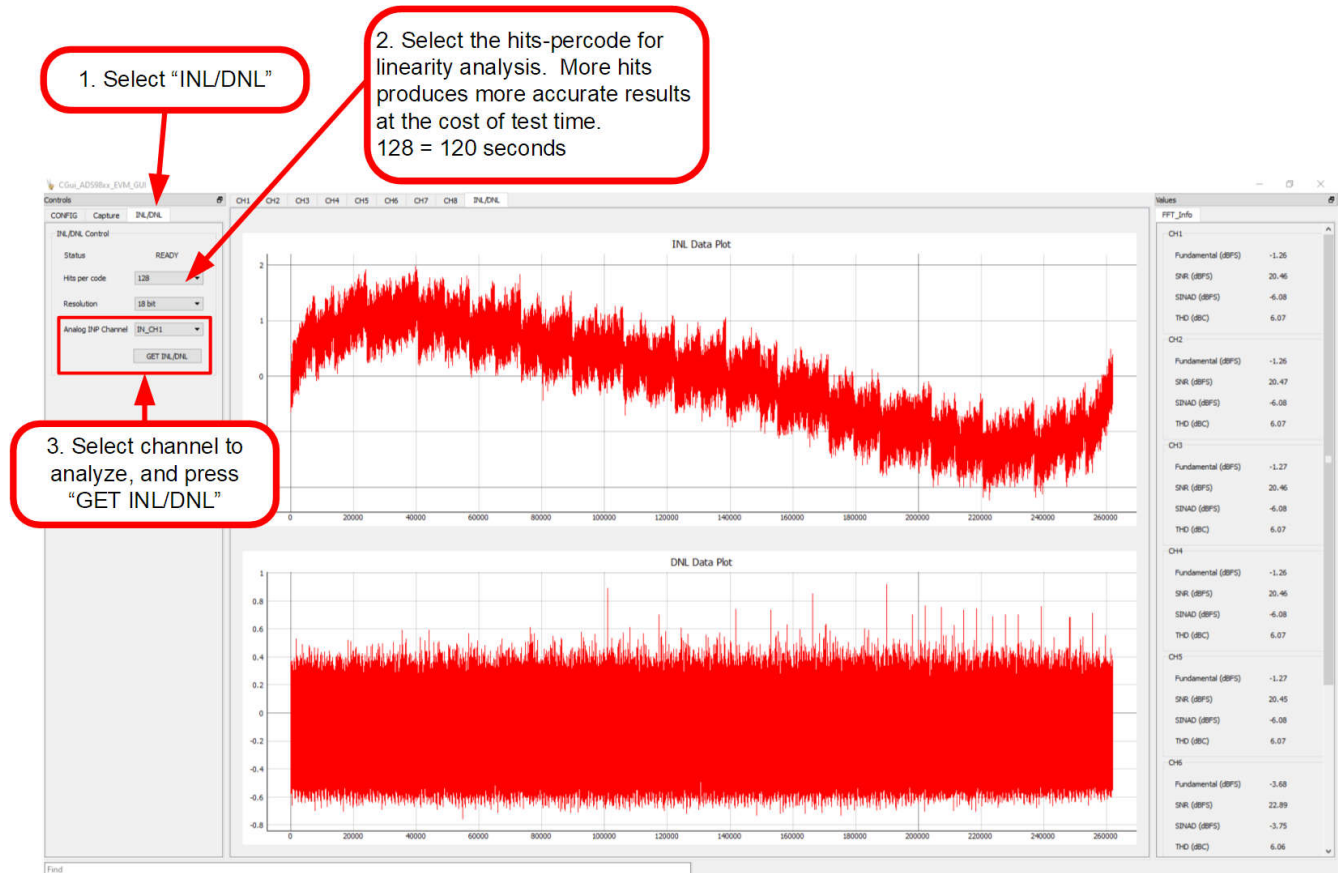 1. Select “INL/DNL”
2. Select the hits-percode for
linearity analysis. More hits
produces more accurate results
at the cost of test time.
128 = 120 seconds
CGui_ADS98xx_EVM_GUI
Controls
CONFIG Capture INL/DNL
INL/DNL Control
Status READY
Hits per code 128
Resolution 18 bit
Analog INP Channel IN_CH1
GET INL/DNL
3. Select channel to
analyze, and press
“GET INL/DNL”
CH1 CH2 CH3 CH4 CH5 CH6 CH7 CH8 INL/DNL
INL Data Plot
2
1
0
0 20000 40000 60000 80000 100000 120000 140000 160000 180000 200000 220000 240000 260000
DNL Data Plot
1
0.8
0.6
0.4
0.2
0
-0.2
-0.4
-0.6
-0.8
0 20000 40000 60000 80000 100000 120000 140000 160000 180000 200000 220000 240000 260000
Values
FFT_Info
CH1
Fundamental (dBFS) -1.26
SNR (dBFS) 20.46
SINAD (dBFS) -6.08
THD (dBC) 6.07
CH2
Fundamental (dBFS) -1.26
SNR (dBFS) 20.47
SINAD (dBFS) -6.08
THD (dBC) 6.07
CH3
Fundamental (dBFS) -1.27
SNR (dBFS) 20.46
SINAD (dBFS) -6.08
THD (dBC) 6.07
CH4
Fundamental (dBFS) -1.26
SNR (dBFS) 20.46
SINAD (dBFS) -6.08
THD (dBC) 6.07
CH5
Fundamental (dBFS) -1.27
SNR (dBFS) 20.45
SINAD (dBFS) -6.08
THD (dBC) 6.07
CH6
Fundamental (dBFS) -3.68
SNR (dBFS) 22.89
SINAD (dBFS) -3.75
THD (dBC) 6.06
Find